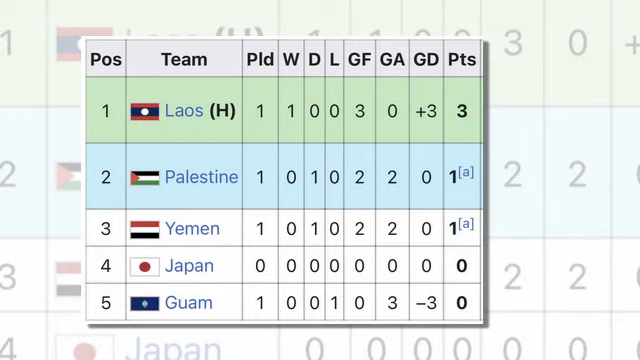 Pos Team Pld W D L GF GA GD Pts
1 Laos (H) 1 1 0 0 3 0 +3 3
2 Palestine 1 0 1 0 2 2 0 1[a]
3 Yemen 1 0 1 0 2 2 0 1[a]
4 Japan 0 0 0 0 0 0 0 0
5 Guam 1 0 0 1 0 3 −3 0